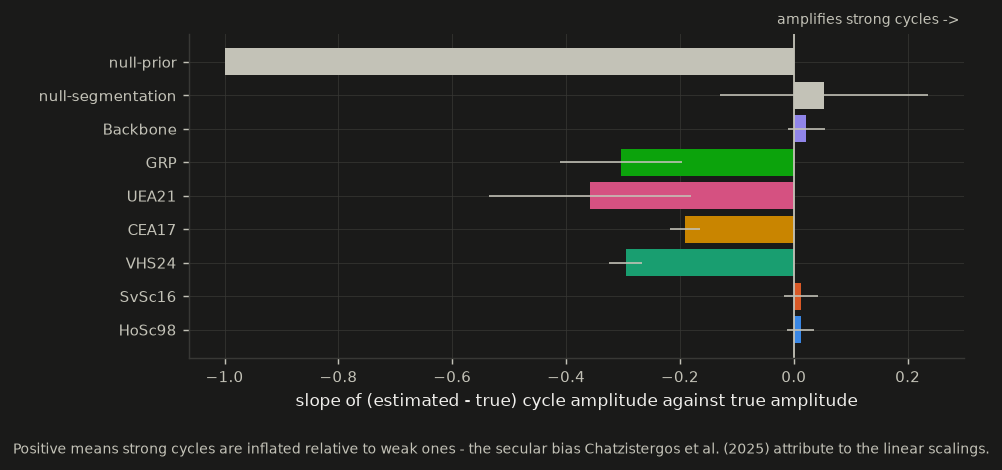 amplifies strong cycles ->
null-prior
null-segmentation
Backbone
GRP
UEA21
CEA17
VHS24
SvSc16
HoSc98
−1.0 −0.8 −0.6 −0.4 −0.2 0.0 0.2
slope of (estimated - true) cycle amplitude against true amplitude
Positive means strong cycles are inflated relative to weak ones - the secular bias Chatzistergos et al. (2025) attribute to the linear scalings.